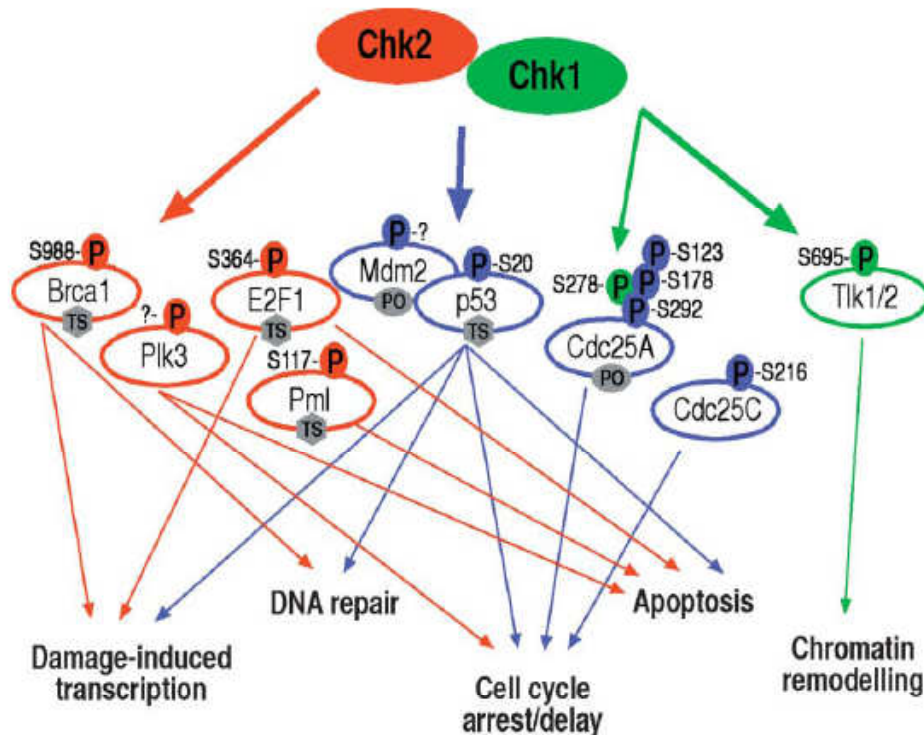 Chk2
Chk1
S988-P
Brca1
TS
?-P
Plk3
S364-P
E2F1
TS
S117-P
Pml
TS
P-?
Mdm2
PO
P-S20
p53
TS
P-S123
S278-P
P-S178
P-S292
Cdc25A
PO
P-S216
Cdc25C
S695-P
Tlk1/2
Damage-induced
transcription
DNA repair
Cell cycle
arrest/delay
Apoptosis
Chromatin
remodelling